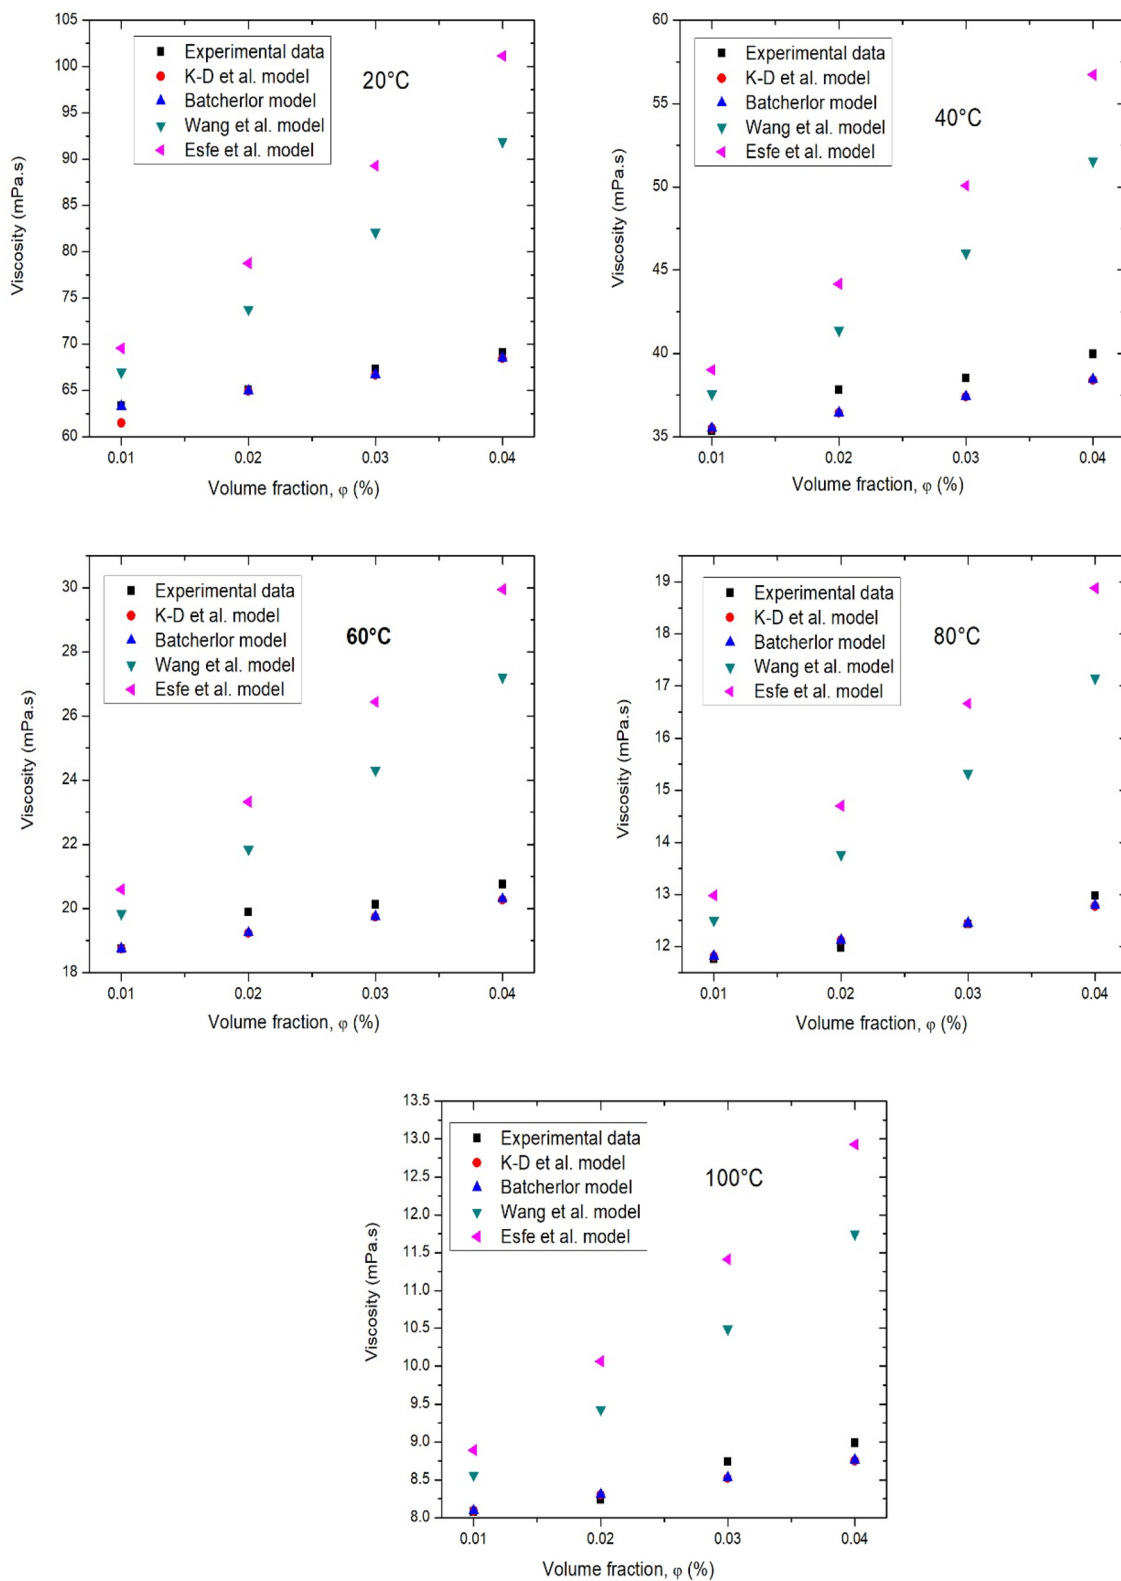 105
100
95
90
85
80
75
70
65
60
Viscosity (mPa.s)
Experimental data
K-D et al. model
Batcherlor model
Wang et al. model
Esfe et al. model
20°C
0.01 0.02 0.03 0.04
Volume fraction, φ (%)
60
55
50
45
40
35
Viscosity (mPa.s)
Experimental data
K-D et al. model
Batcherlor model
Wang et al. model
Esfe et al. model
40°C
0.01 0.02 0.03 0.04
Volume fraction, φ (%)
30
28
26
24
22
20
18
Viscosity (mPa.s)
Experimental data
K-D et al. model
Batcherlor model
Wang et al. model
Esfe et al. model
60°C
0.01 0.02 0.03 0.04
Volume fraction, φ (%)
19
18
17
16
15
14
13
12
Viscosity (mPa.s)
Experimental data
K-D et al. model
Batcherlor model
Wang et al. model
Esfe et al. model
80°C
0.01 0.02 0.03 0.04
Volume fraction, φ (%)
13.5
13.0
12.5
12.0
11.5
11.0
10.5
10.0
9.5
9.0
8.5
8.0
Viscosity (mPa.s)
Experimental data
K-D et al. model
Batcherlor model
Wang et al. model
Esfe et al. model
100°C
0.01 0.02 0.03 0.04
Volume fraction, φ (%)